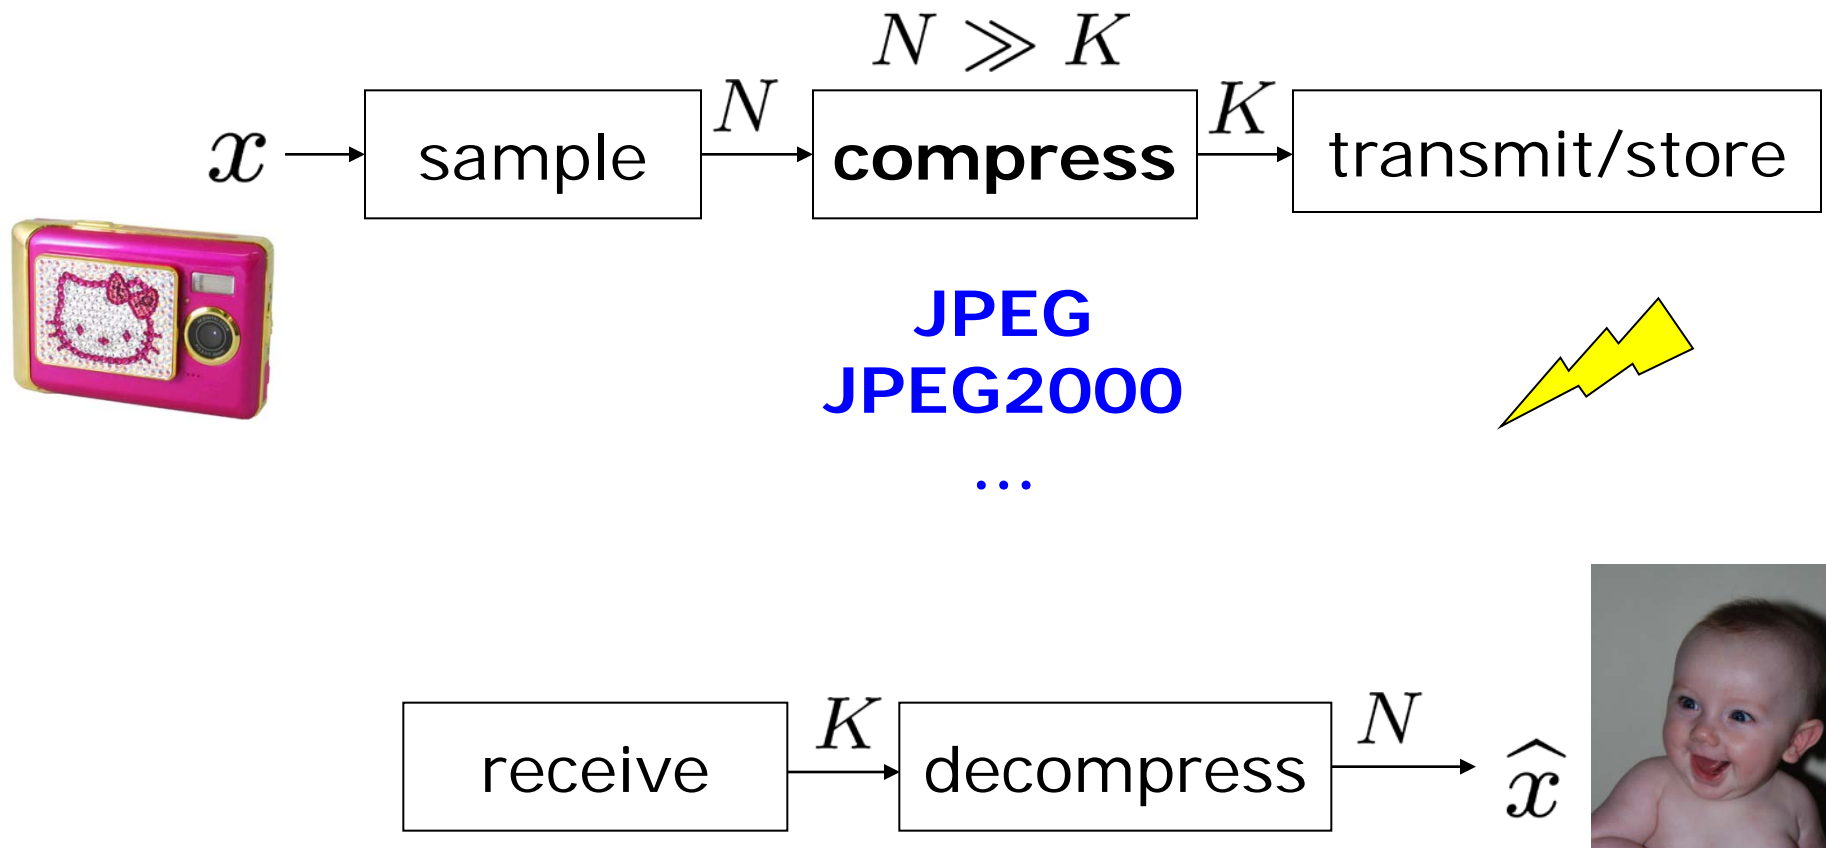 N ≫ K
x → sample N → compress K → transmit/store
JPEG
JPEG2000
...
receive K → decompress N → x̂